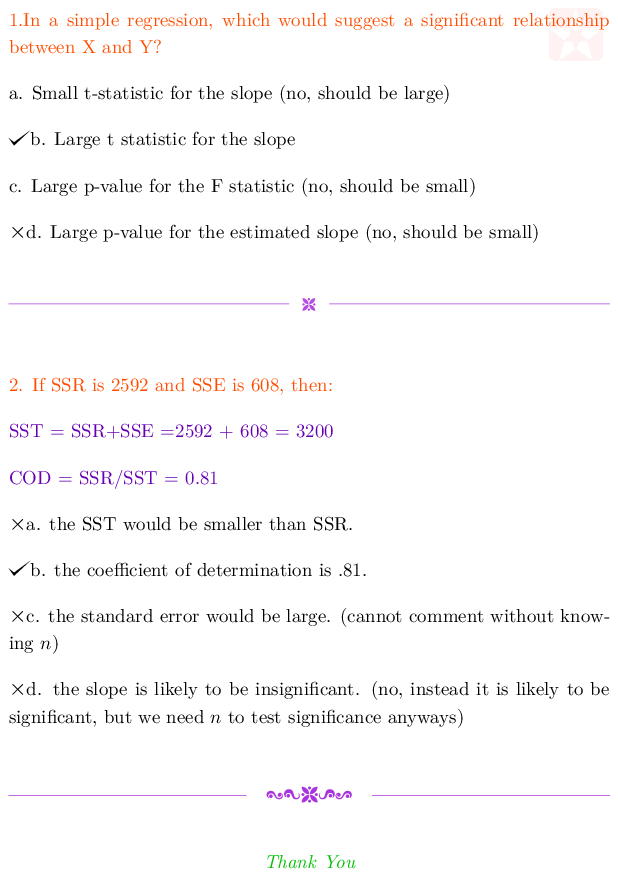 1.In a simple regression, which would suggest a significant relationship
between X and Y?
a. Small t-statistic for the slope (no, should be large)
✓b. Large t statistic for the slope
c. Large p-value for the F statistic (no, should be small)
×d. Large p-value for the estimated slope (no, should be small)
2. If SSR is 2592 and SSE is 608, then:
SST = SSR+SSE =2592 + 608 = 3200
COD = SSR/SST = 0.81
×a. the SST would be smaller than SSR.
✓b. the coefficient of determination is .81.
×c. the standard error would be large. (cannot comment without know-
ing n)
×d. the slope is likely to be insignificant. (no, instead it is likely to be
significant, but we need n to test significance anyways)
Thank You